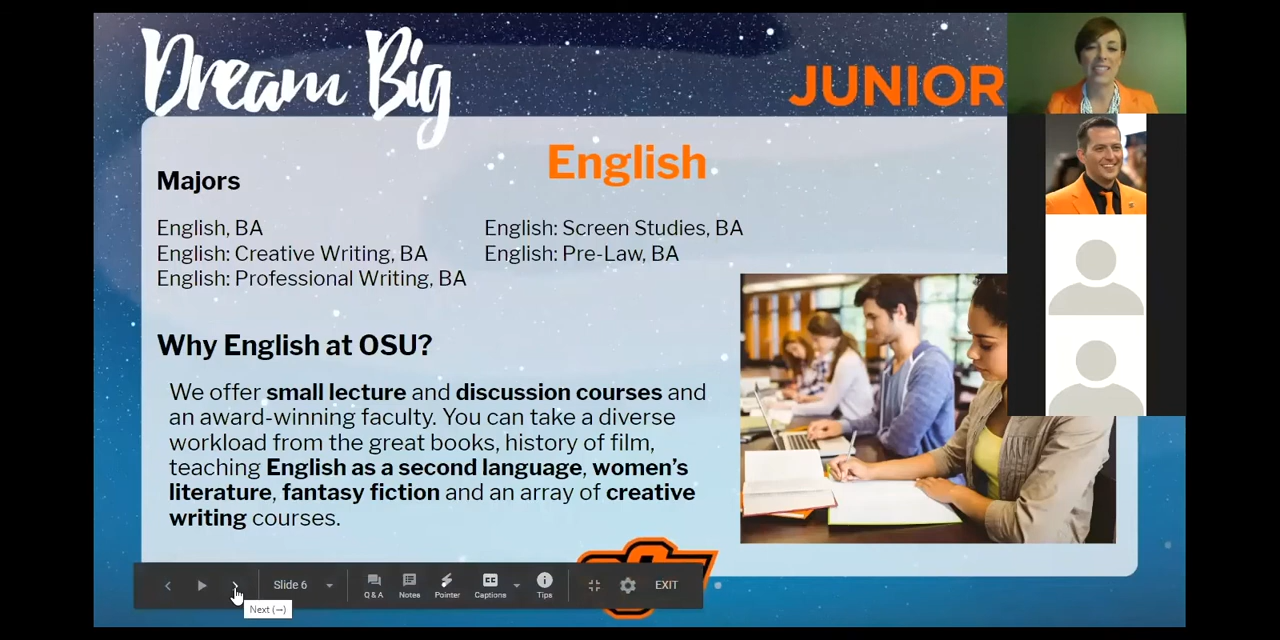 Dream Big
JUNIOR
English
Majors
English, BA
English: Creative Writing, BA
English: Professional Writing, BA
English: Screen Studies, BA
English: Pre-Law, BA
Why English at OSU?
We offer small lecture and discussion courses and
an award-winning faculty. You can take a diverse
workload from the great books, history of film,
teaching English as a second language, women's
literature, fantasy fiction and an array of creative
writing courses.
Slide 6
Q & A
Notes
Pointer
CC
Captions
Tips
EXIT
Next (→)